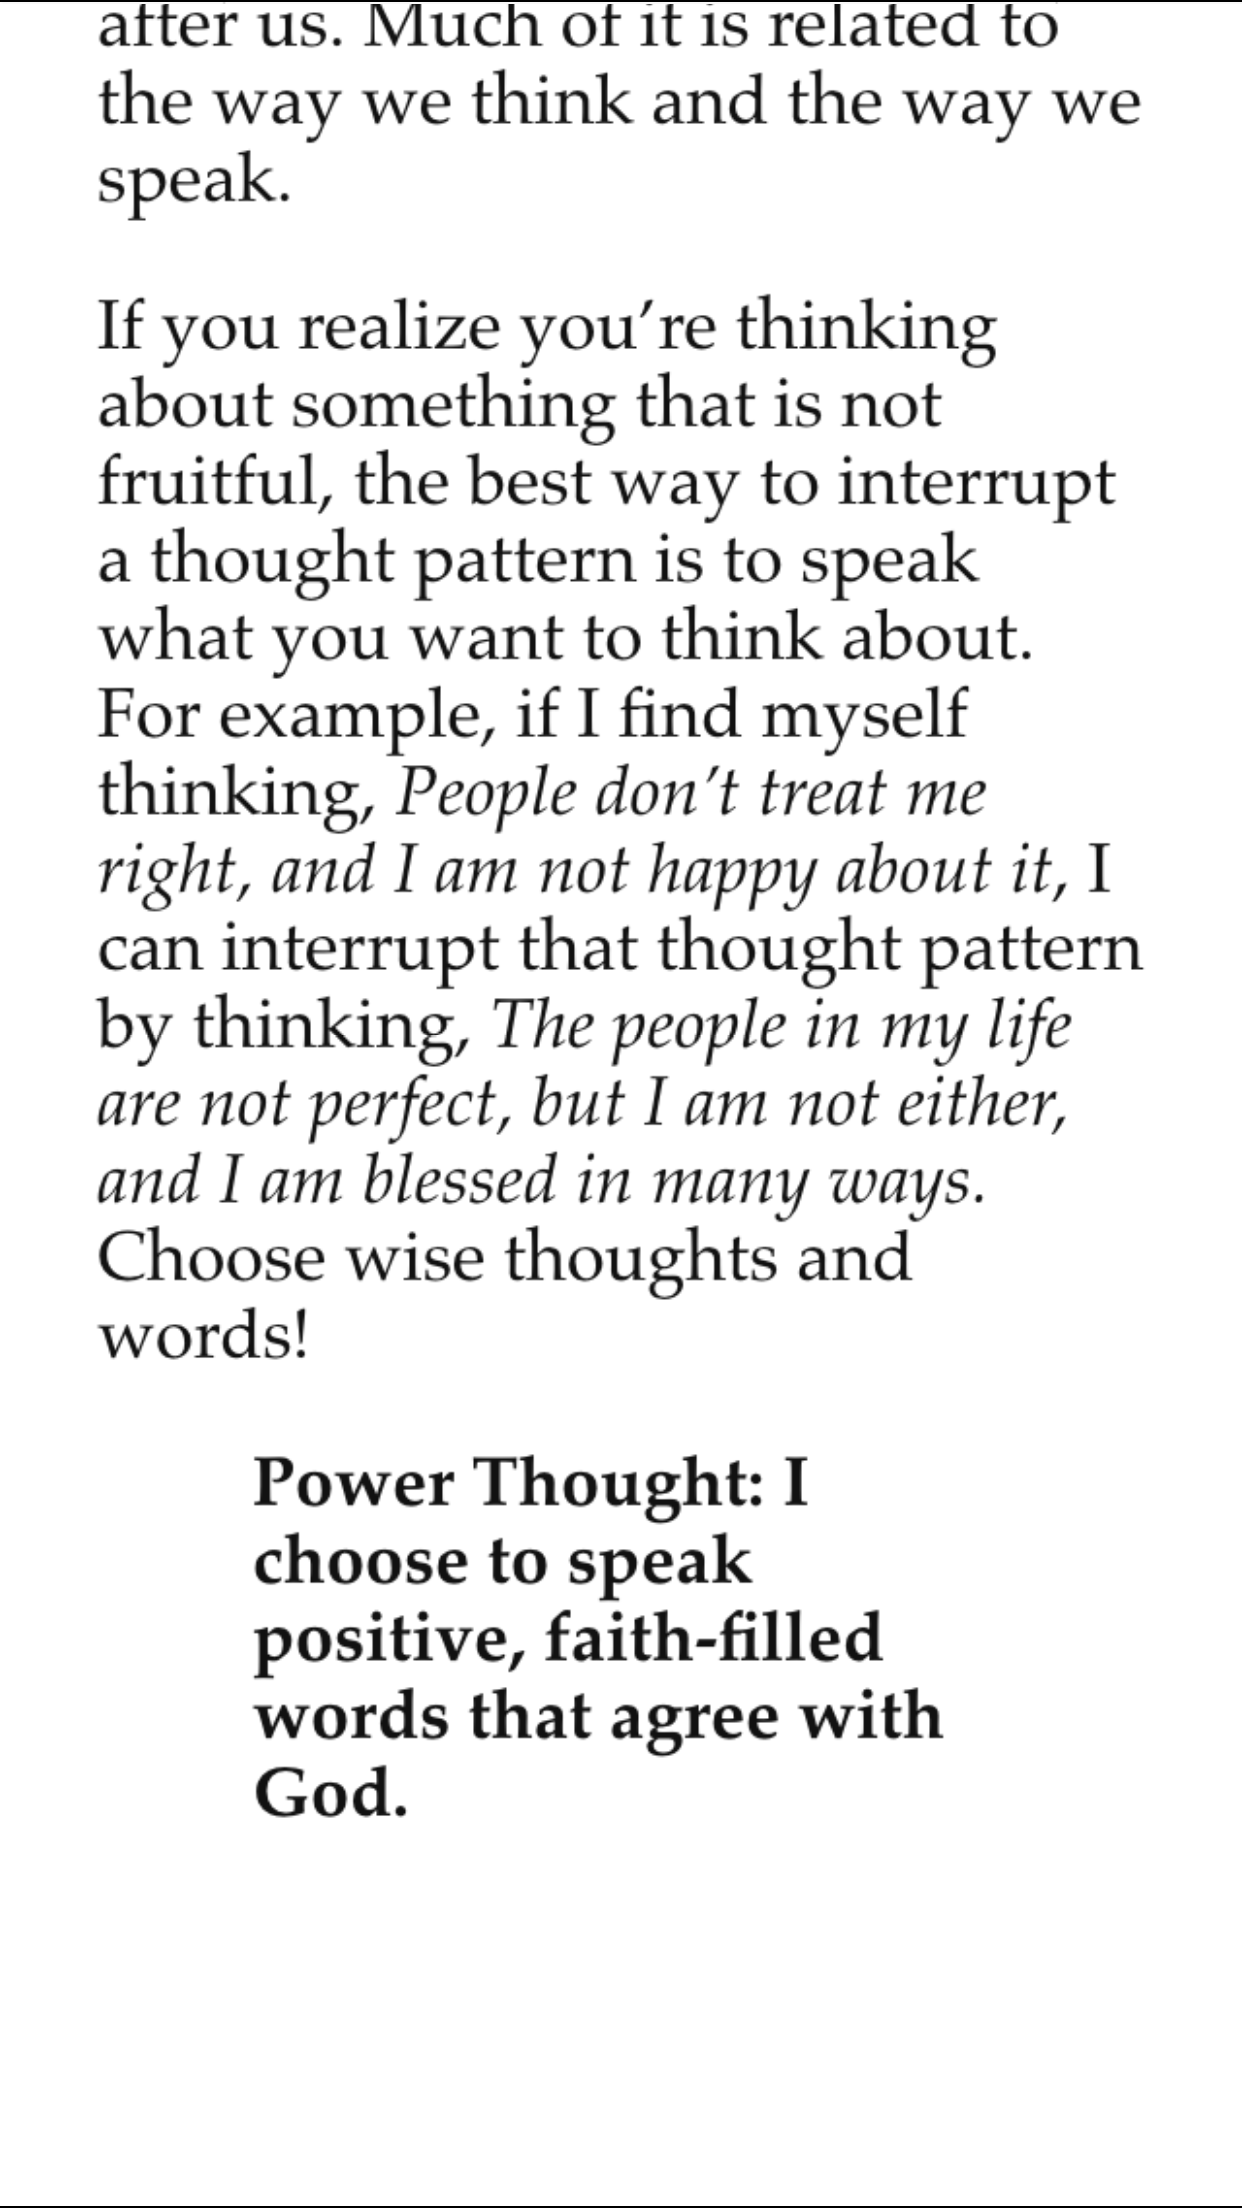 after us. Much of it is related to
the way we think and the way we
speak.
If you realize you’re thinking
about something that is not
fruitful, the best way to interrupt
a thought pattern is to speak
what you want to think about.
For example, if I find myself
thinking, People don’t treat me
right, and I am not happy about it, I
can interrupt that thought pattern
by thinking, The people in my life
are not perfect, but I am not either,
and I am blessed in many ways.
Choose wise thoughts and
words!
Power Thought: I
choose to speak
positive, faith-filled
words that agree with
God.